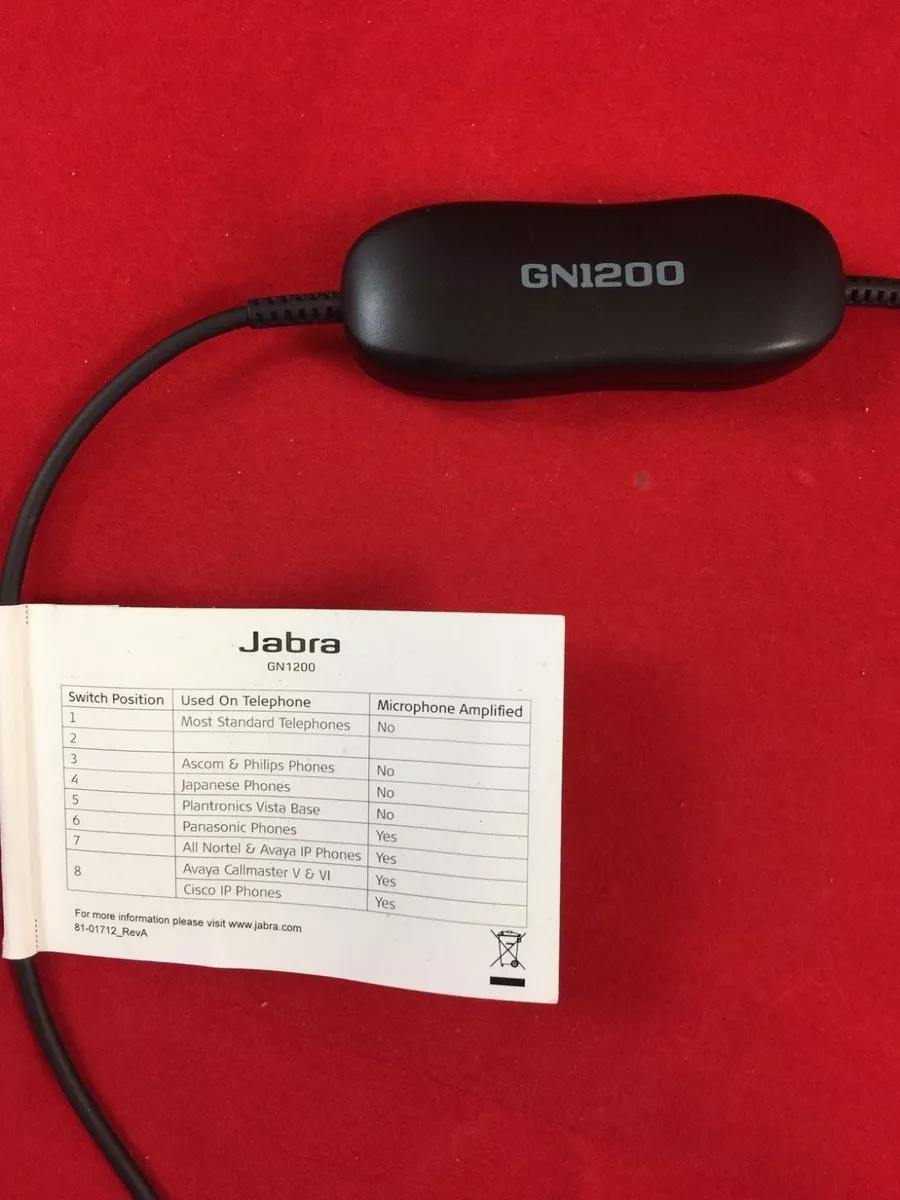 GN1200
Jabra
GN1200
Switch Position Used On Telephone Microphone Amplified
1 Most Standard Telephones No
2
3 Ascom & Philips Phones No
4 Japanese Phones No
5 Plantronics Vista Base No
6 Panasonic Phones Yes
7 All Nortel & Avaya IP Phones Yes
8 Avaya Callmaster V & VI Yes
Cisco IP Phones Yes
For more information please visit www.jabra.com
81-01712_RevA